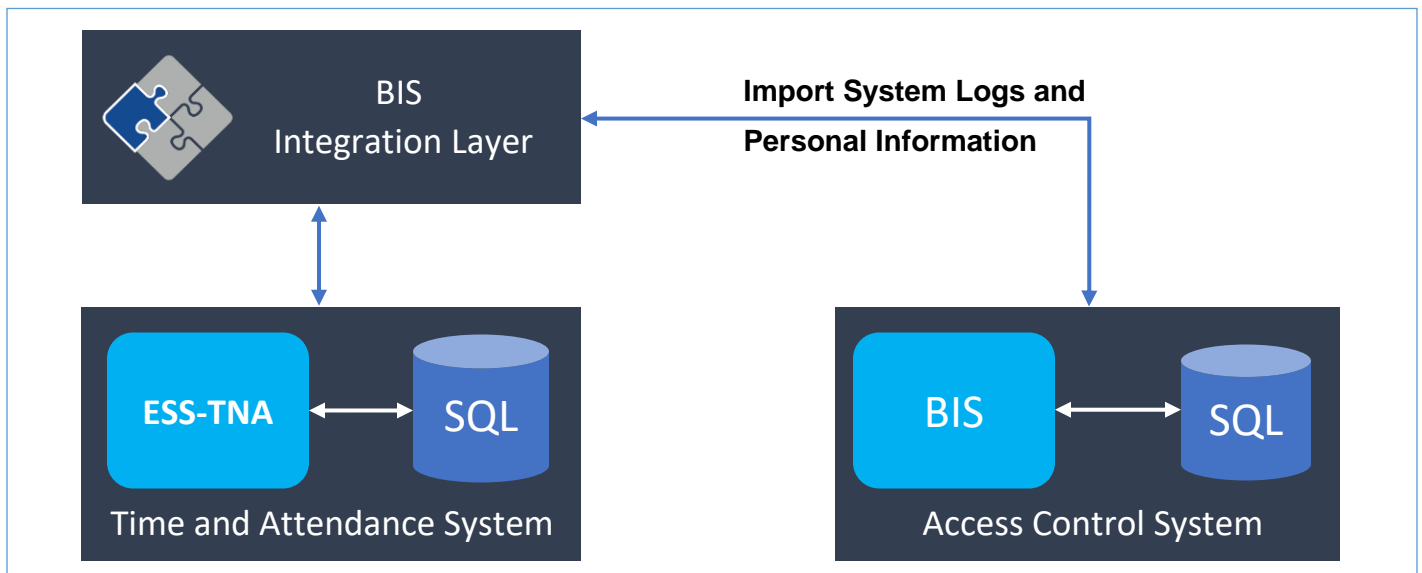 BIS
Integration Layer
Import System Logs and
Personal Information
ESS-TNA
SQL
Time and Attendance System
BIS
SQL
Access Control System